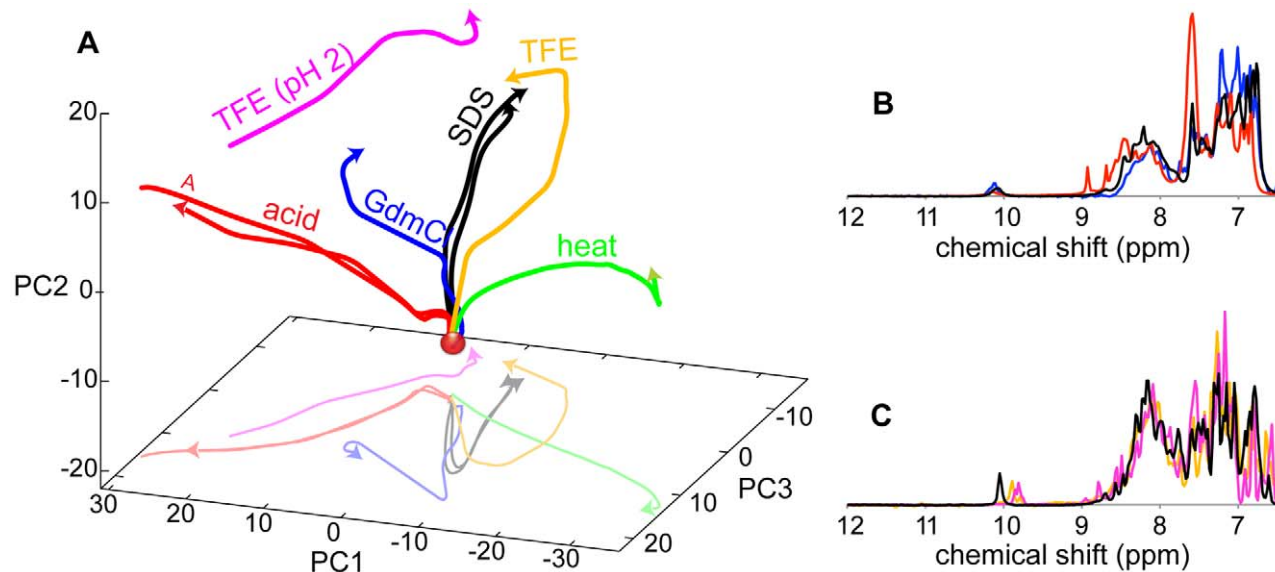 A
TFE (pH 2)
TFE
SDS
GdmCl
A
acid
heat
20
10
PC2 0
-10
-20
30
20
10
0
-10
-20
-30
PC1
-10
0
10
20
PC3
B
12 11 10 9 8 7
chemical shift (ppm)
C
12 11 10 9 8 7
chemical shift (ppm)